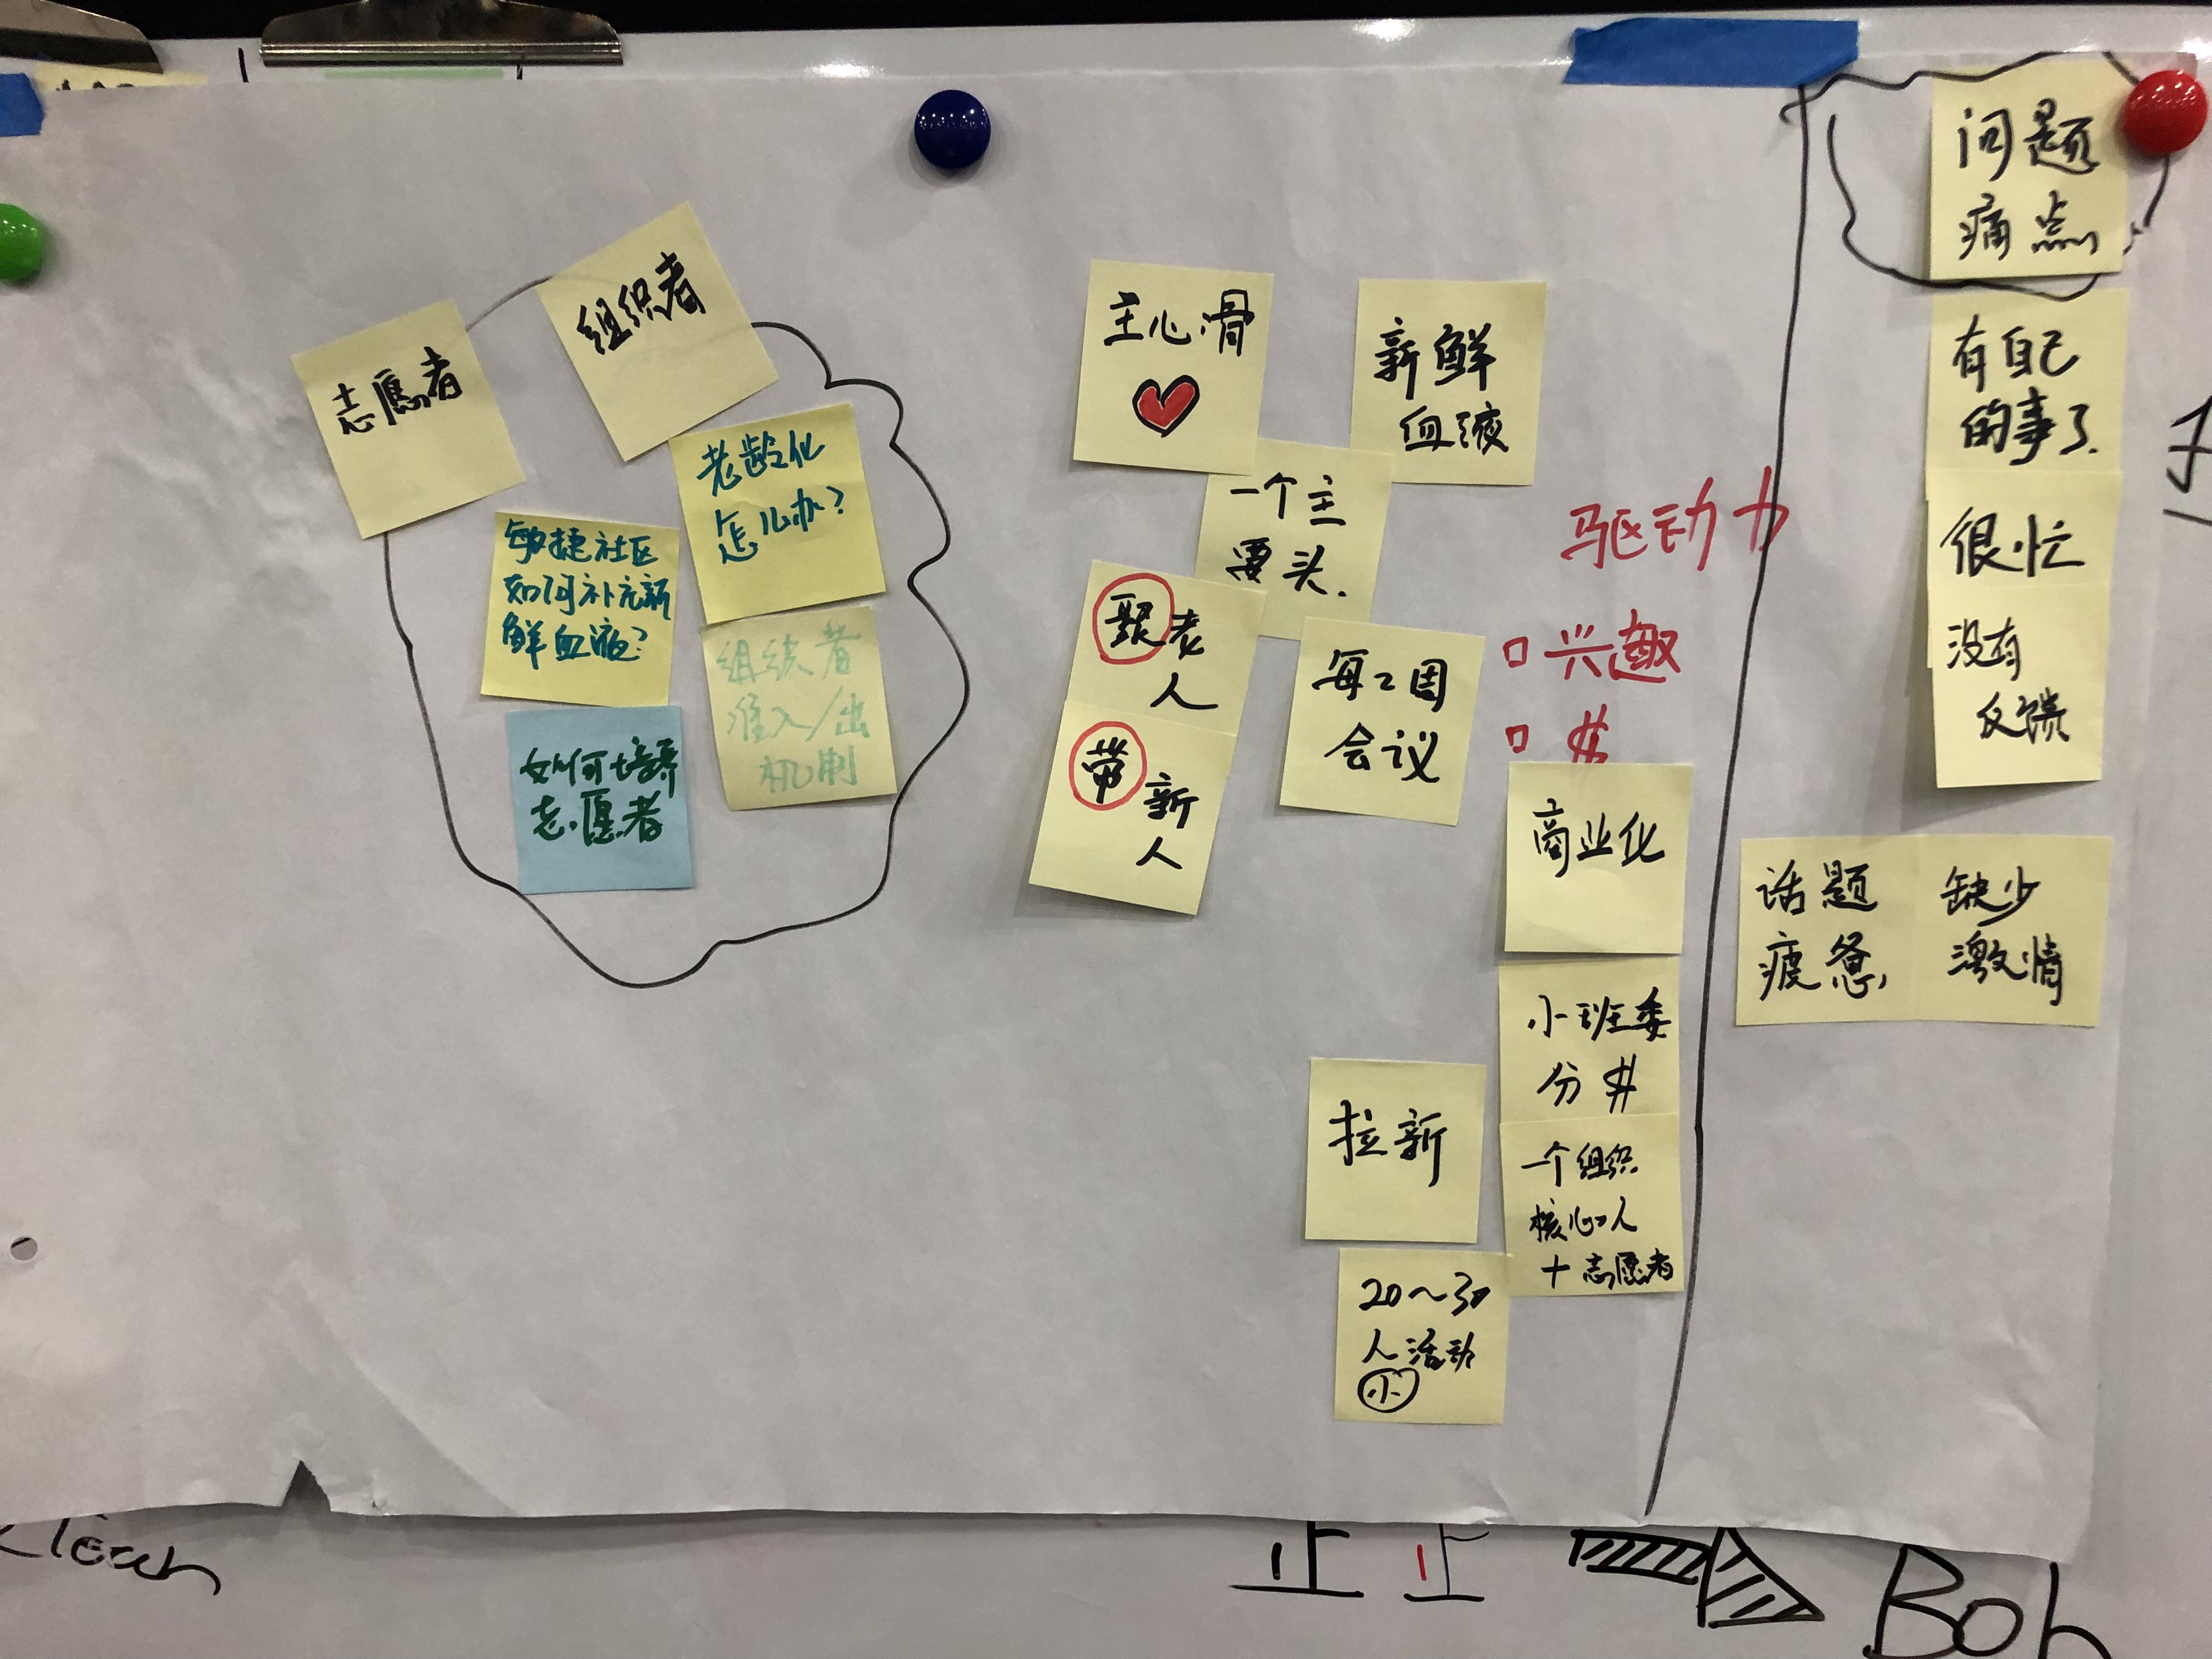 志愿者
组织者
老龄化
怎么办?
敏捷社区
如何补充新
鲜血液?
组织者
准入/出
机制
如何培养
志愿者
主心骨
新鲜
血液
一个主
要头.
聚老
人
带新
人
每2周
会议
驱动力
兴趣
$
商业化
小班委
分$
一个组织
核心人
+志愿者
拉新
20~30
人活动
小
问题
痛点
有自己
的事了.
很忙
没有
反馈
话题
疲惫
缺少
激情
Bob